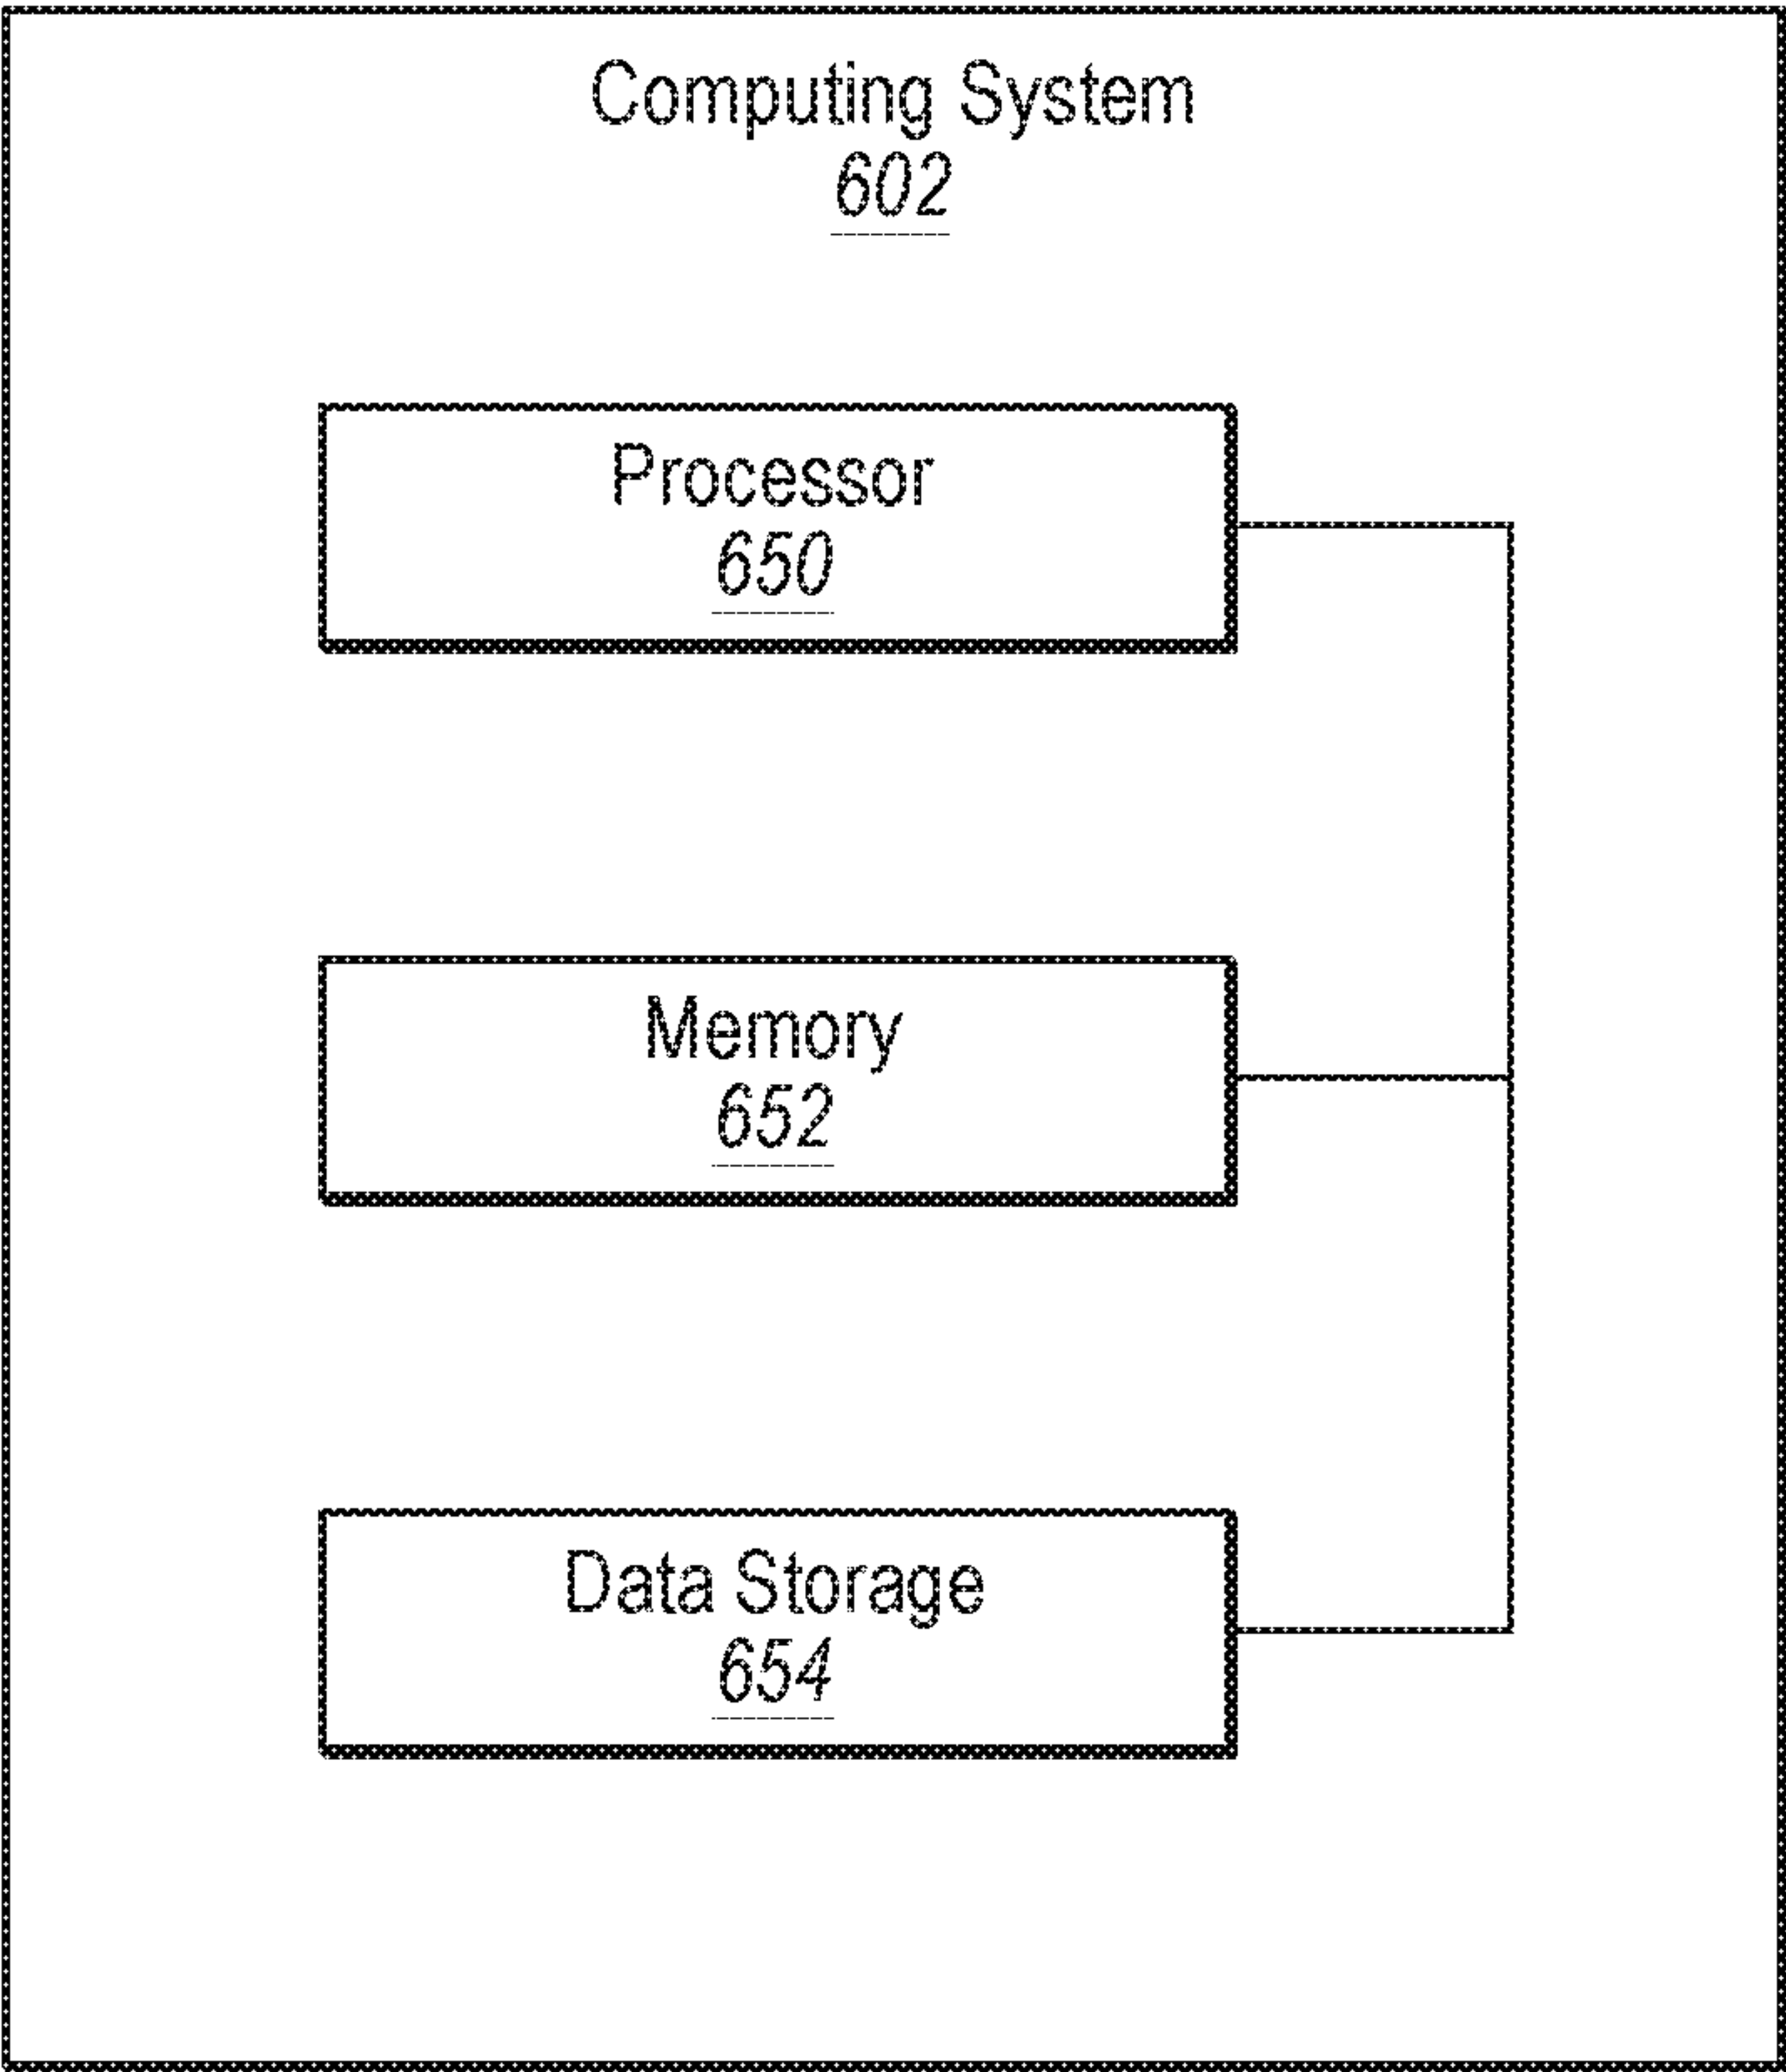 Computing System
602
Processor
650
Memory
652
Data Storage
654